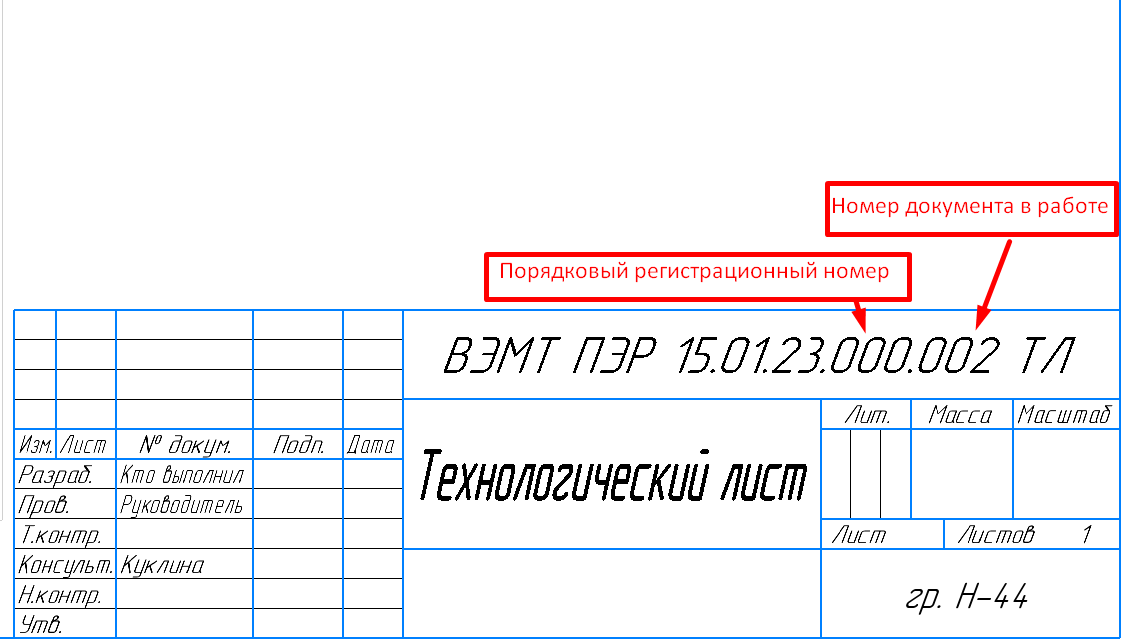 Номер документа в работе
Порядковый регистрационный номер
ВЭМТ ПЭР 15.01.23.000.002 ТЛ
Лит. Масса Масштаб
Изм. Лист № докум. Подп. Дата
Разраб. Кто выполнил
Технологический лист
Пров. Руководитель
Т.контр.
Лист Листов 1
Консульт. Куклина
Н.контр.
гр. Н-44
Утв.